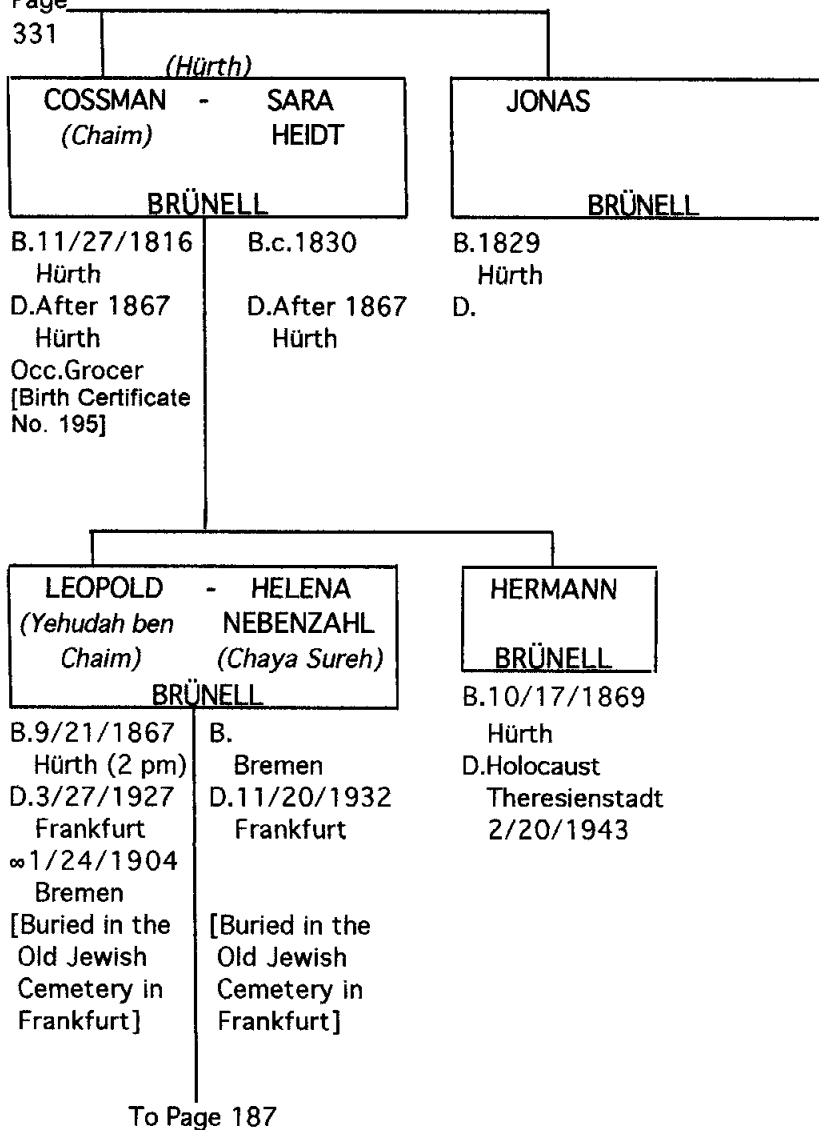 Page
331
(Hürth)
COSSMAN - SARA
(Chaim) HEIDT
BRÜNELL
B.11/27/1816 B.c.1830
Hürth
D.After 1867 D.After 1867
Hürth Hürth
Occ.Grocer
[Birth Certificate
No. 195]
JONAS
BRÜNELL
B.1829
Hürth
D.
LEOPOLD - HELENA
(Yehudah ben NEBENZAHL
Chaim) (Chaya Sureh)
BRÜNELL
B.9/21/1867 B.
Hürth (2 pm) Bremen
D.3/27/1927 D.11/20/1932
Frankfurt Frankfurt
∞1/24/1904
Bremen
[Buried in the [Buried in the
Old Jewish Old Jewish
Cemetery in Cemetery in
Frankfurt] Frankfurt]
HERMANN
BRÜNELL
B.10/17/1869
Hürth
D.Holocaust
Theresienstadt
2/20/1943
To Page 187